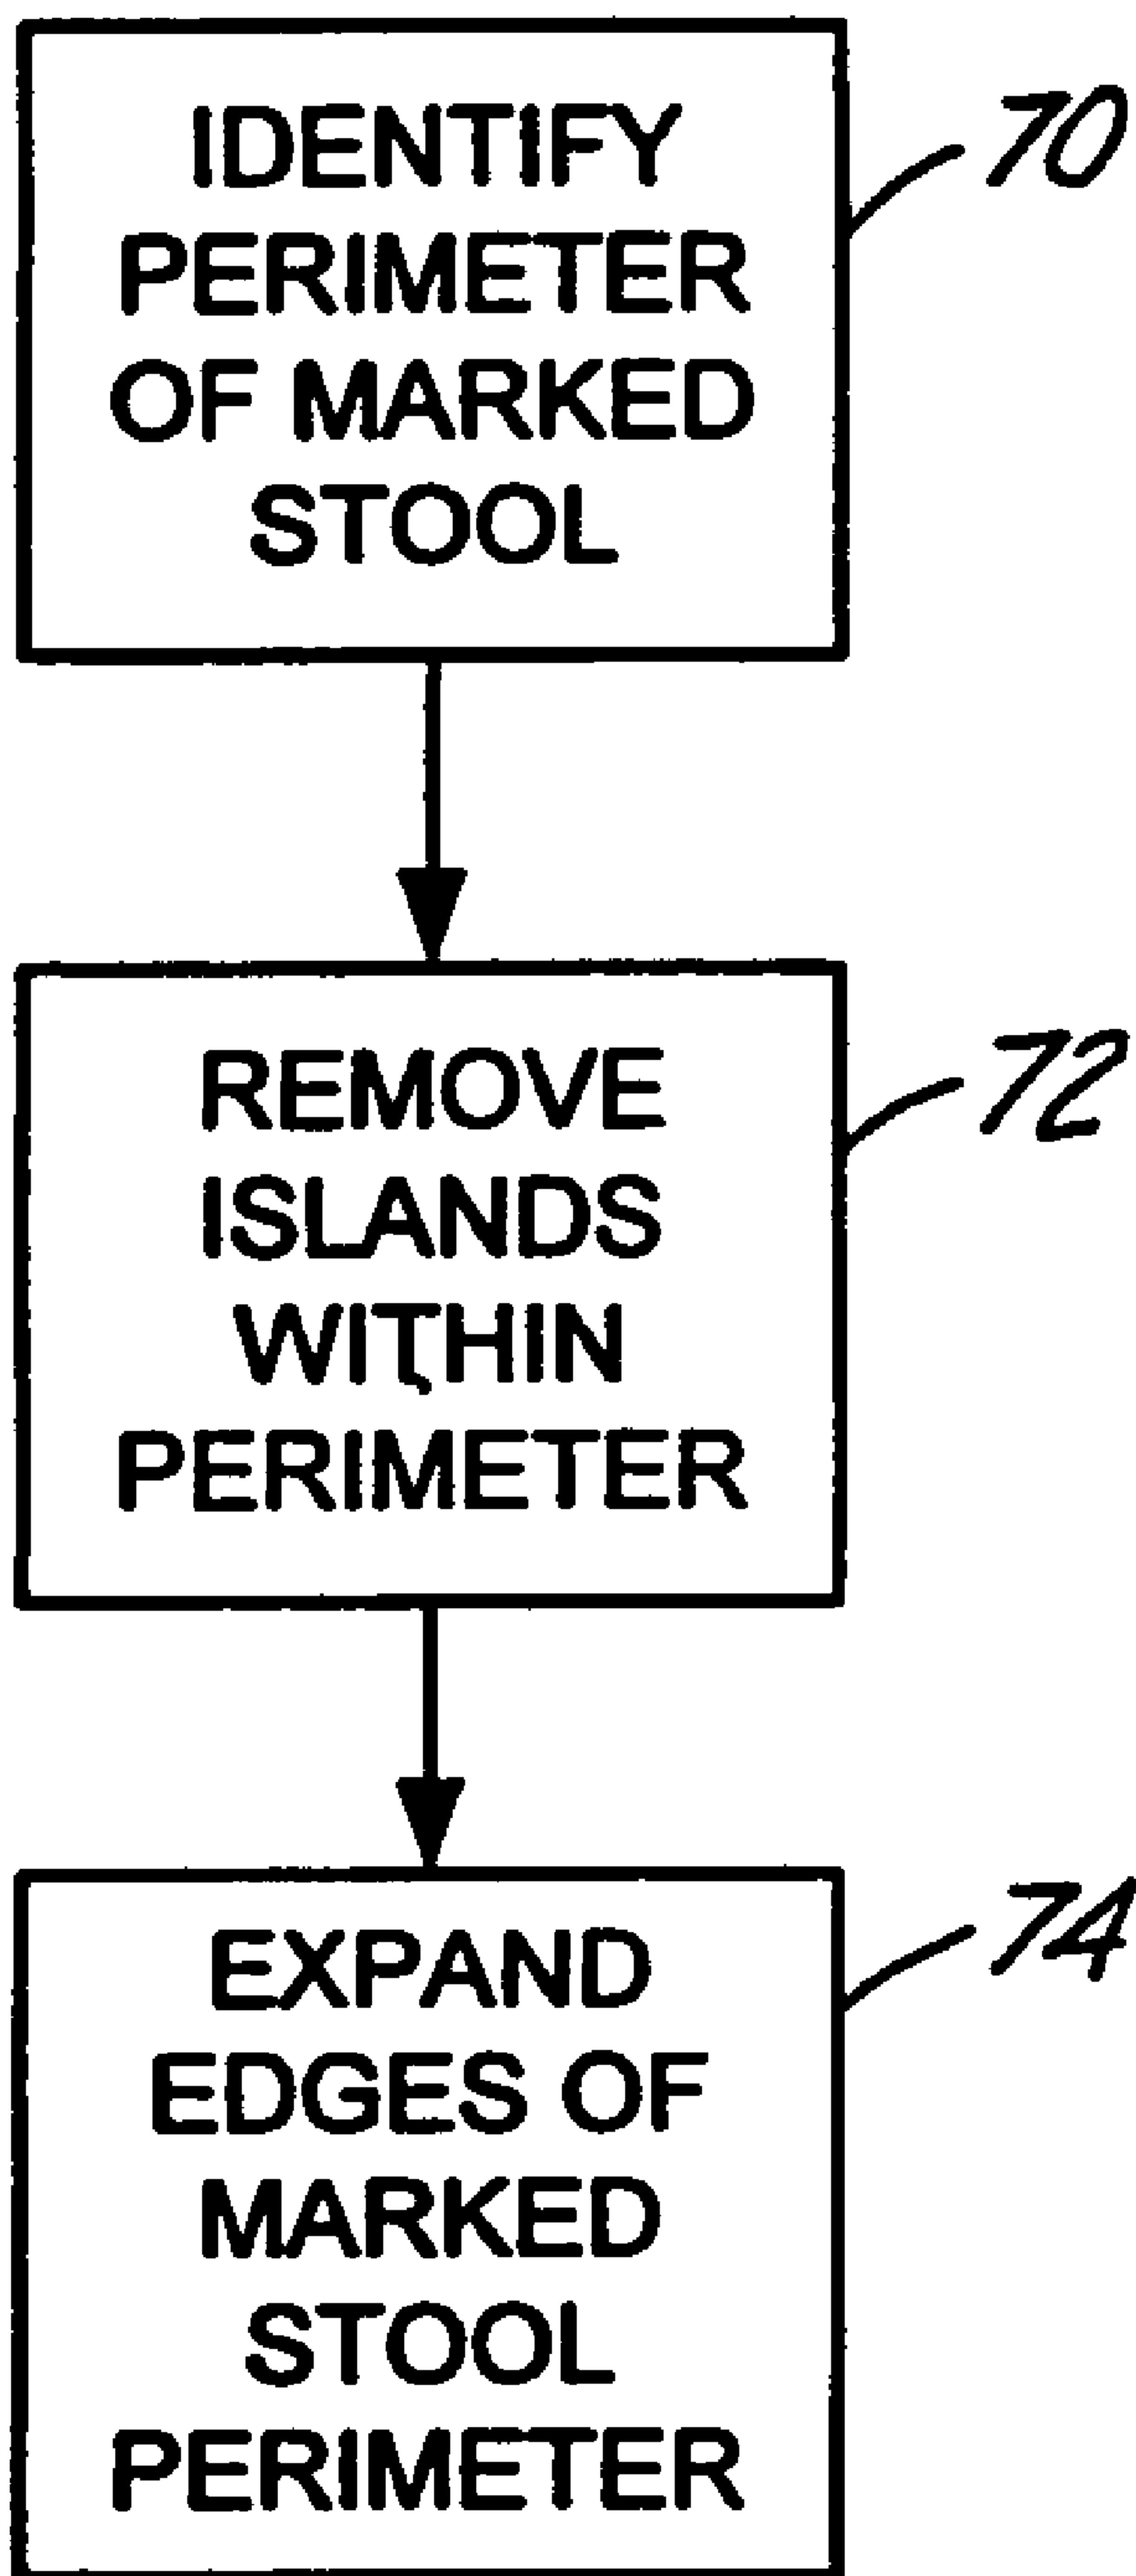 IDENTIFY
PERIMETER
OF MARKED
STOOL
70
REMOVE
ISLANDS
WITHIN
PERIMETER
72
EXPAND
EDGES OF
MARKED
STOOL
PERIMETER
74